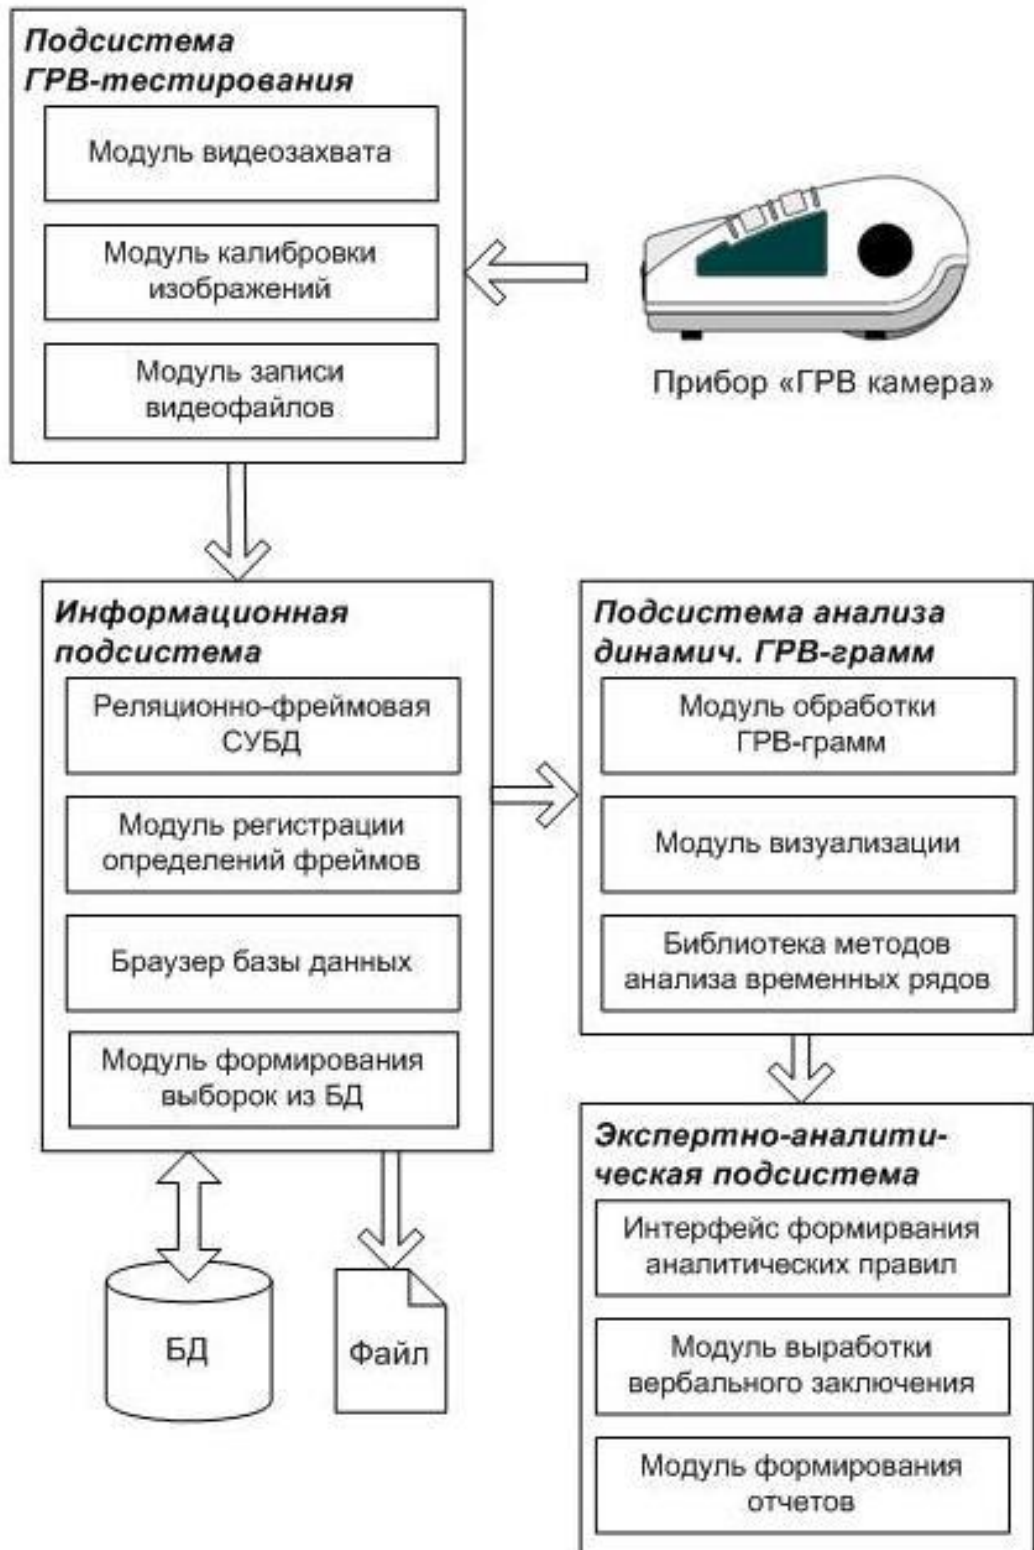 Подсистема
ГРВ-тестирования
Модуль видеозахвата
Модуль калибровки
изображений
Модуль записи
видеофайлов
Прибор «ГРВ камера»
Информационная
подсистема
Реляционно-фреймовая
СУБД
Модуль регистрации
определений фреймов
Браузер базы данных
Модуль формирования
выборок из БД
БД
Файл
Подсистема анализа
динамич. ГРВ-грамм
Модуль обработки
ГРВ-грамм
Модуль визуализации
Библиотека методов
анализа временных рядов
Экспертно-аналити-
ческая подсистема
Интерфейс формирвания
аналитических правил
Модуль выработки
вербального заключения
Модуль формирования
отчетов